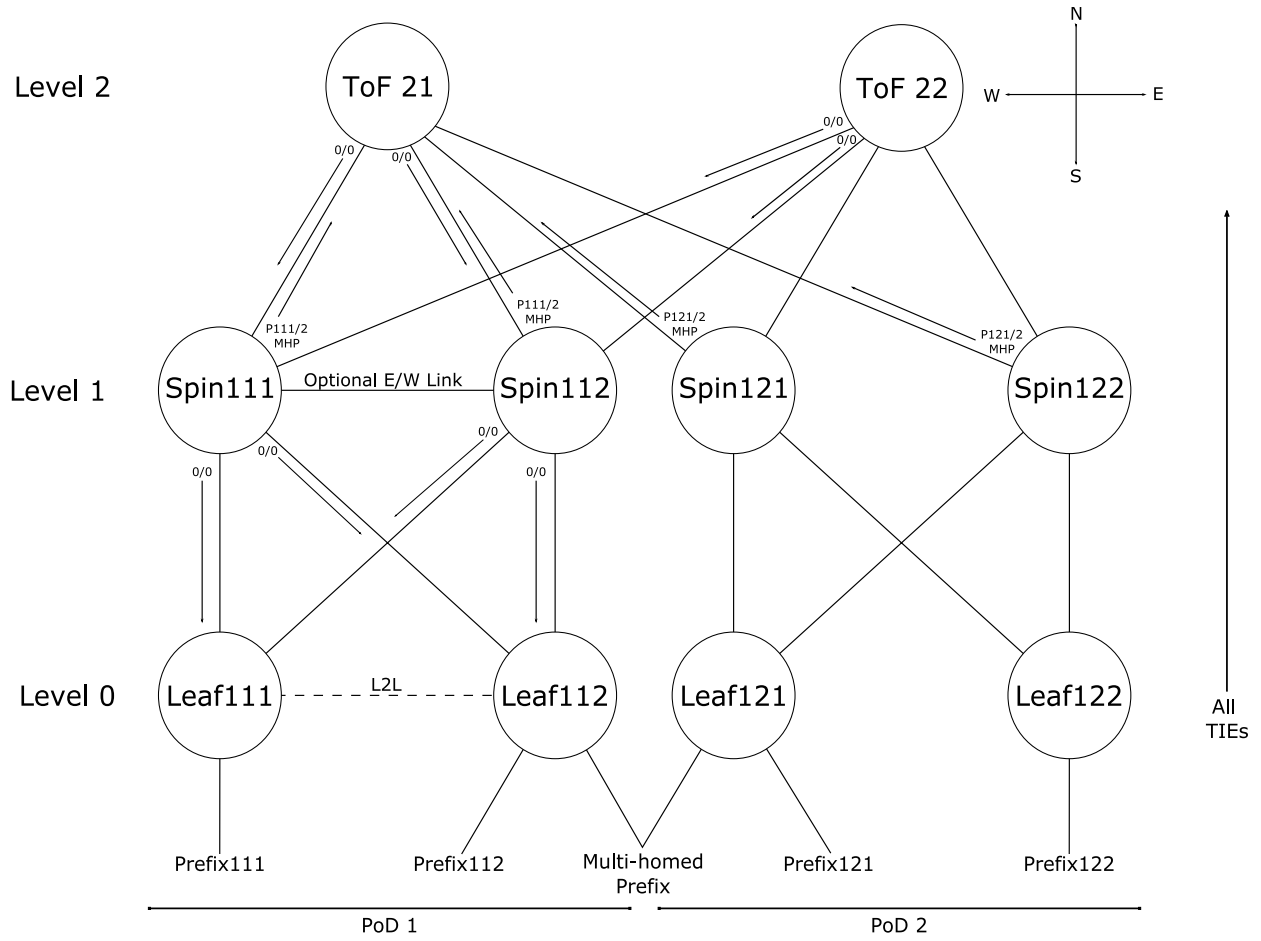 N
Level 2
ToF 21
ToF 22
W
E
0/0
0/0
0/0
0/0
S
P111/2
MHP
P111/2
MHP
P121/2
MHP
P121/2
MHP
Level 1
Spin111
Optional E/W Link
Spin112
Spin121
Spin122
0/0
0/0
0/0
0/0
Level 0
Leaf111
L2L
Leaf112
Leaf121
Leaf122
All
TIEs
Prefix111
Prefix112
Multi-homed
Prefix
Prefix121
Prefix122
PoD 1
PoD 2